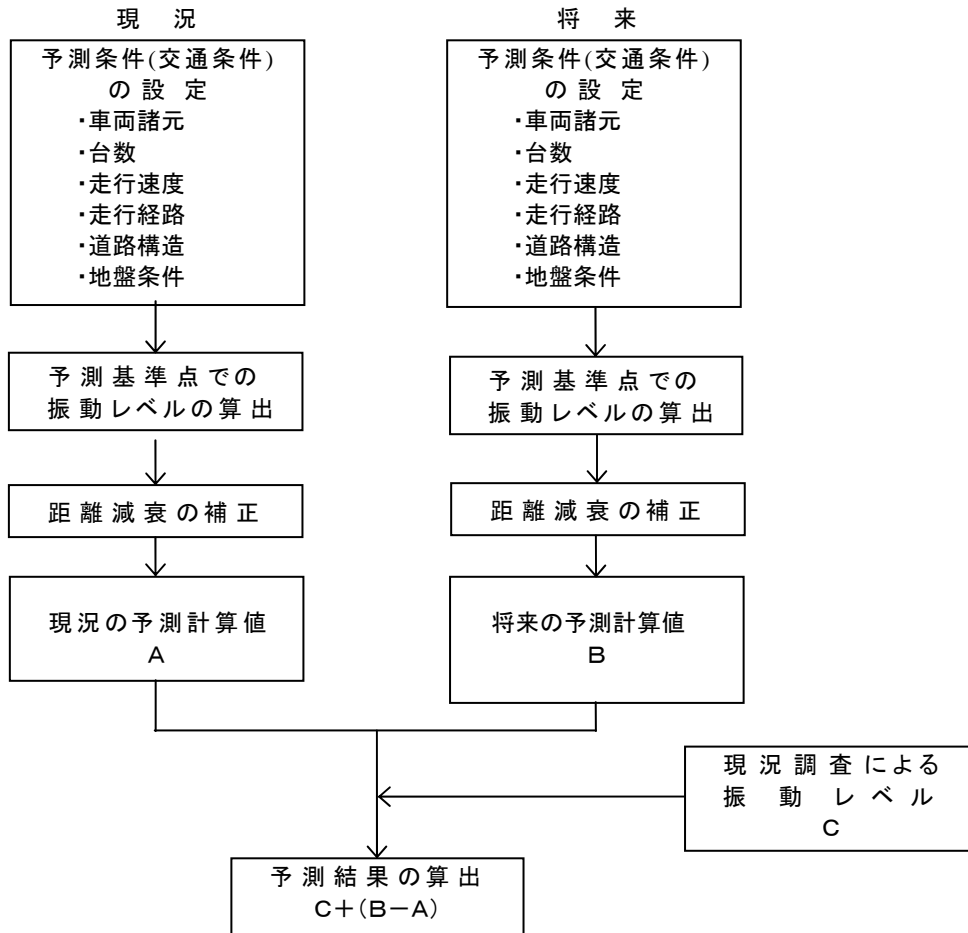 現 況
予測条件(交通条件)
の設定
・車両諸元
・台数
・走行速度
・走行経路
・道路構造
・地盤条件
予測基準点での
振動レベルの算出
距離減衰の補正
現況の予測計算値
A
将 来
予測条件(交通条件)
の設定
・車両諸元
・台数
・走行速度
・走行経路
・道路構造
・地盤条件
予測基準点での
振動レベルの算出
距離減衰の補正
将来の予測計算値
B
現況調査による
振動レベル
C
予測結果の算出
C+(B-A)